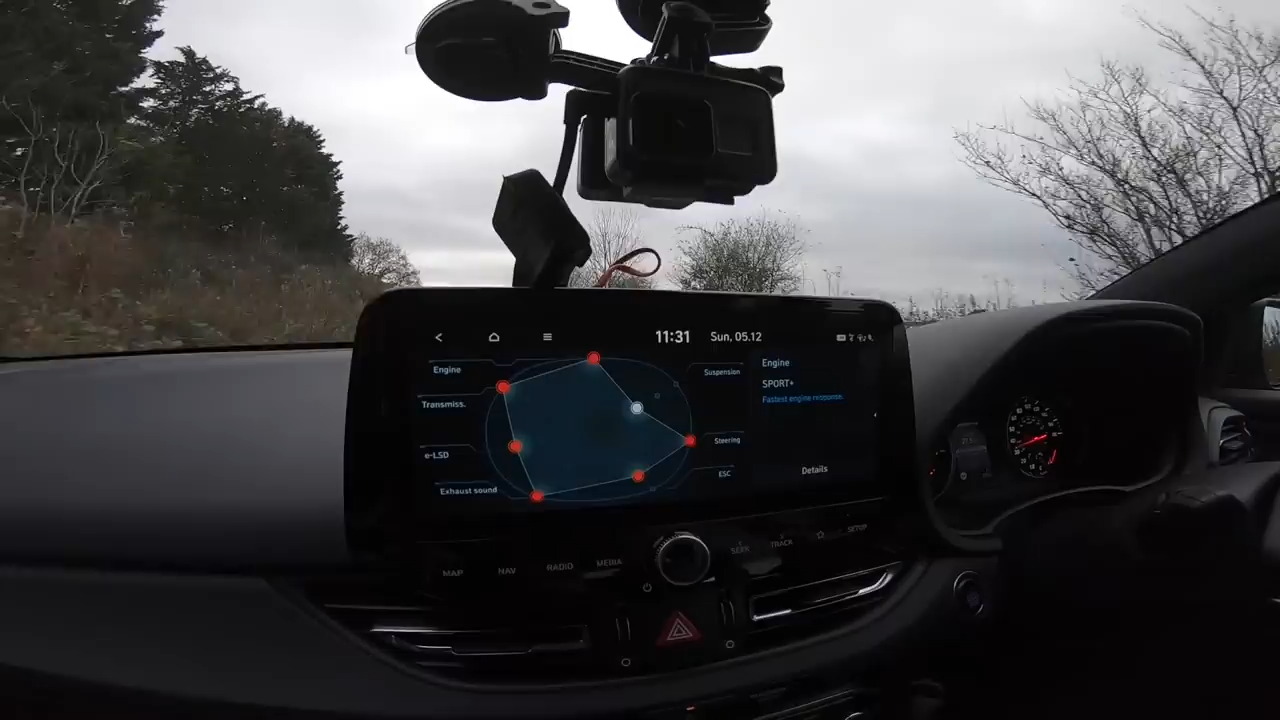 11:31 Sun, 05.12
Engine
Transmiss.
e-LSD
Exhaust sound
Suspension
Steering
ESC
Engine
SPORT+
Fastest engine response.
Details
MAP NAV RADIO MEDIA
SEEK TRACK SETUP